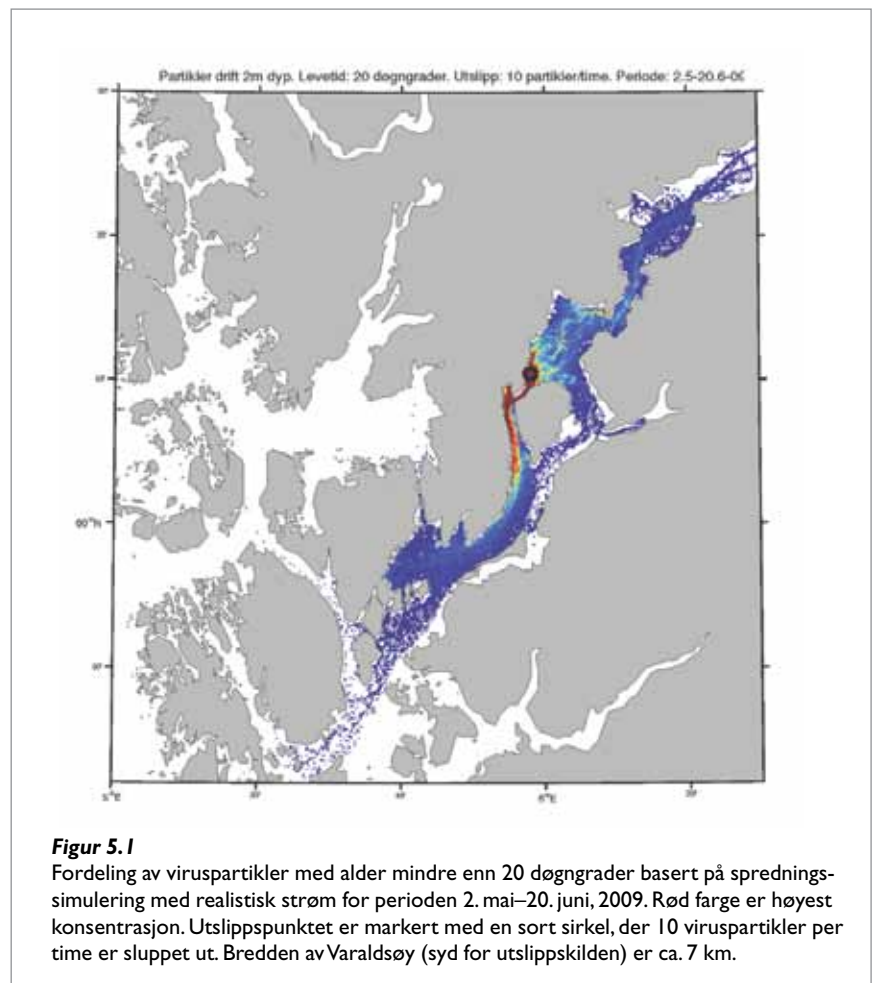 Partikler drift 2m dyp. Levetid: 20 døgngrader. Utslipp: 10 partikler/time. Periode: 2.5-20.6-0
60°N
5°E
6°E
Figur 5.1
Fordeling av viruspartikler med alder mindre enn 20 døgngrader basert på sprednings-
simulering med realistisk strøm for perioden 2. mai–20. juni, 2009. Rød farge er høyest
konsentrasjon. Utslippspunktet er markert med en sort sirkel, der 10 viruspartikler per
time er sluppet ut. Bredden av Varaldsøy (syd for utslippskilden) er ca. 7 km.